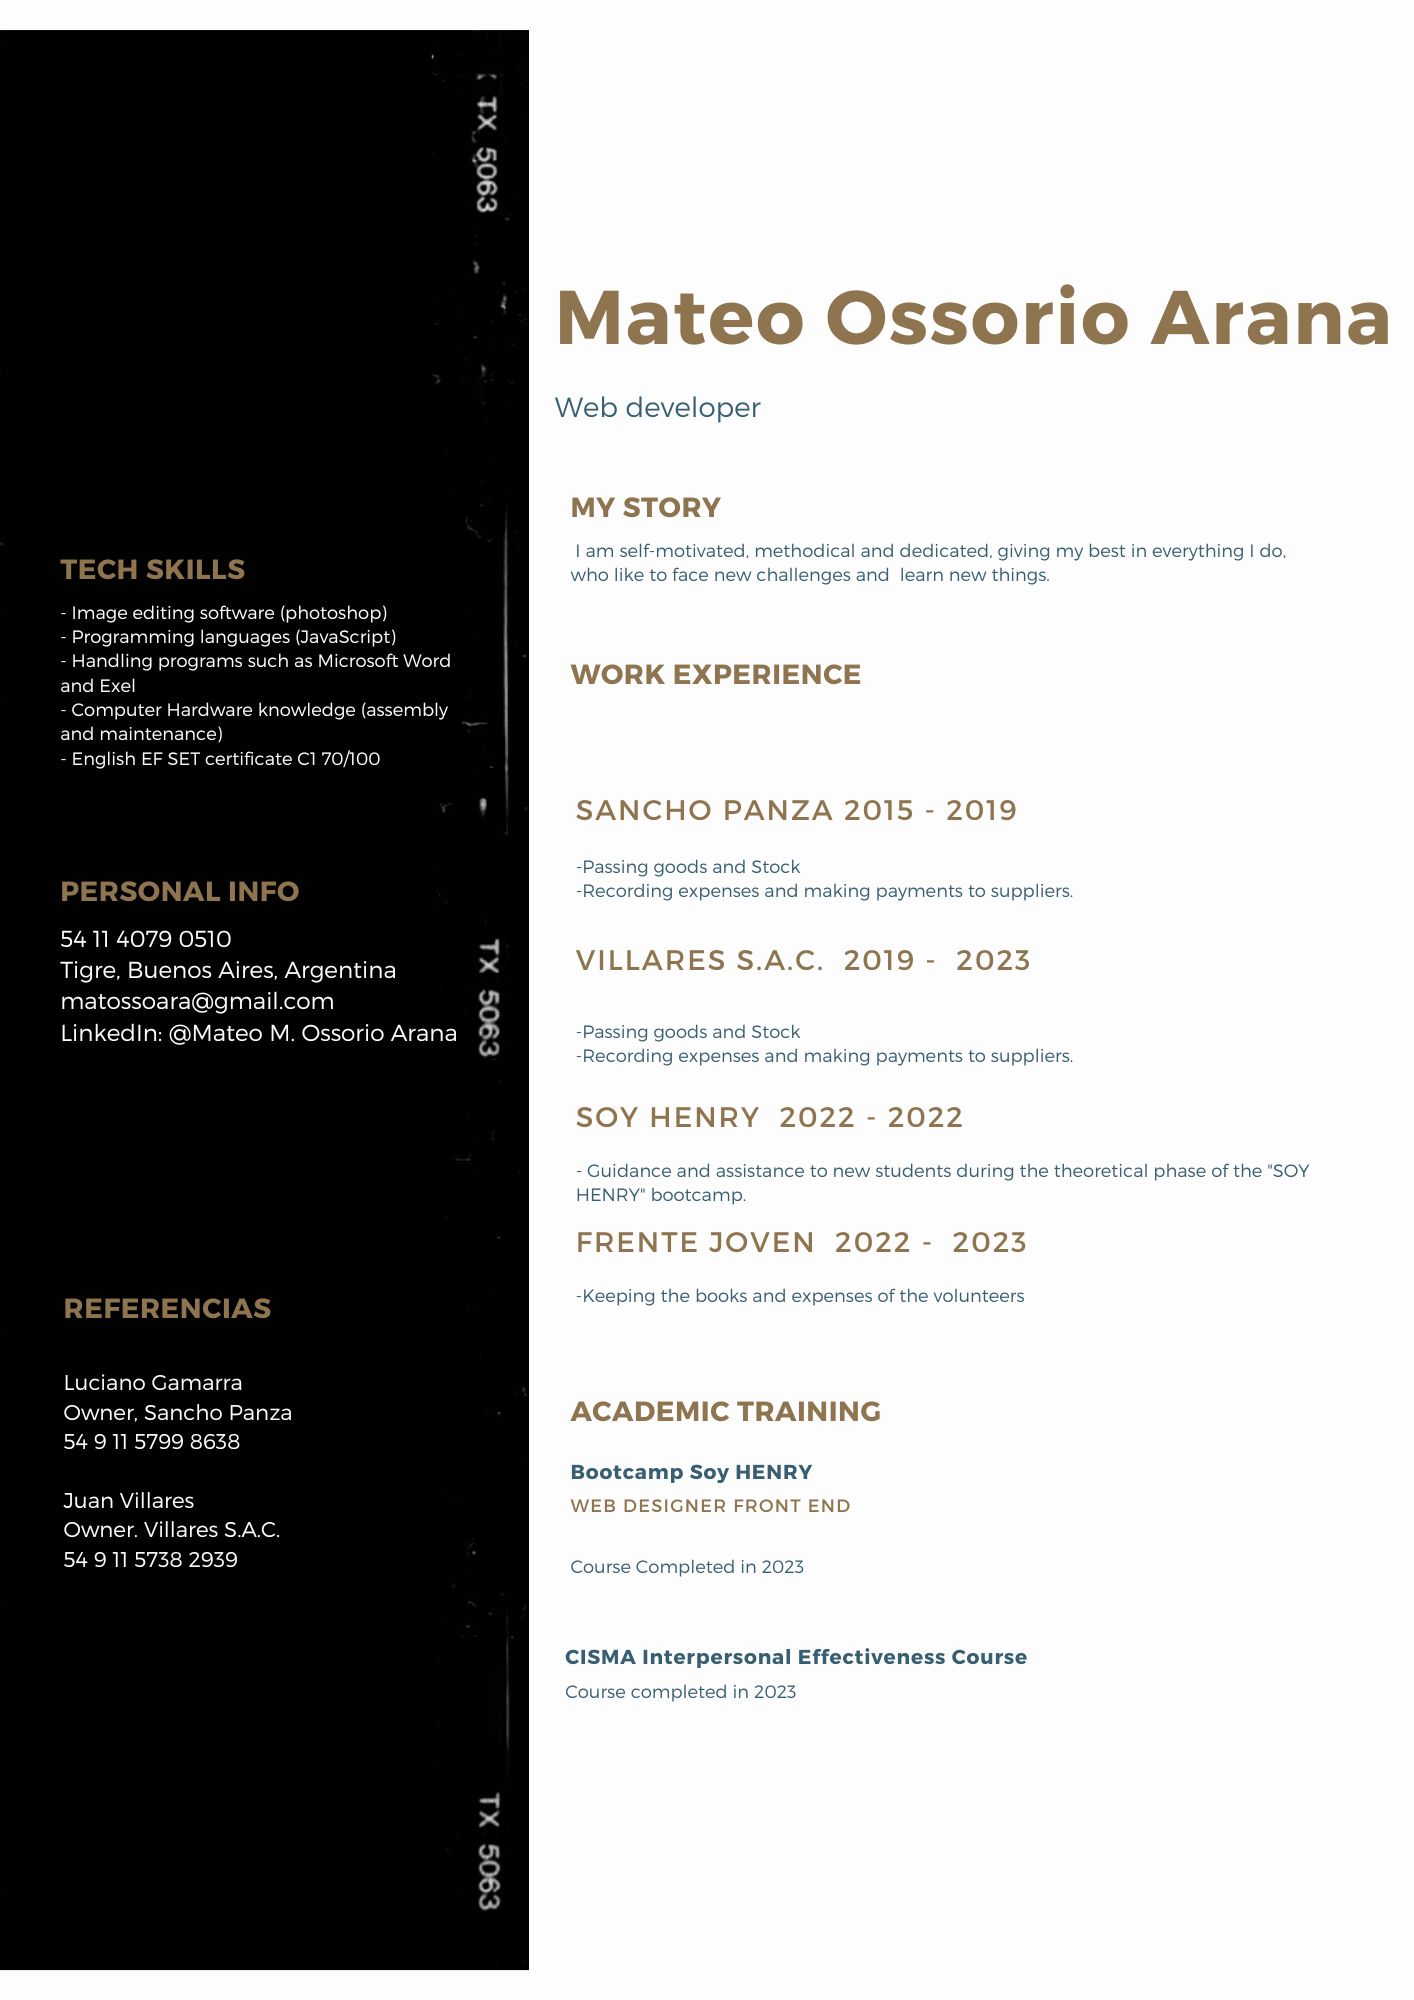 TX 5063
TECH SKILLS
- Image editing software (photoshop)
- Programming languages (JavaScript)
- Handling programs such as Microsoft Word
and Exel
- Computer Hardware knowledge (assembly
and maintenance)
- English EF SET certificate C1 70/100
PERSONAL INFO
54 11 4079 0510
Tigre, Buenos Aires, Argentina
matossoara@gmail.com
LinkedIn: @Mateo M. Ossorio Arana
TX 5063
REFERENCIAS
Luciano Gamarra
Owner, Sancho Panza
54 9 11 5799 8638
Juan Villares
Owner. Villares S.A.C.
54 9 11 5738 2939
TX 5063
Mateo Ossorio Arana
Web developer
MY STORY
I am self-motivated, methodical and dedicated, giving my best in everything I do,
who like to face new challenges and  learn new things.
WORK EXPERIENCE
SANCHO PANZA 2015 - 2019
-Passing goods and Stock
-Recording expenses and making payments to suppliers.
VILLARES S.A.C.  2019 -  2023
-Passing goods and Stock
-Recording expenses and making payments to suppliers.
SOY HENRY  2022 - 2022
- Guidance and assistance to new students during the theoretical phase of the "SOY
HENRY" bootcamp.
FRENTE JOVEN  2022 -  2023
-Keeping the books and expenses of the volunteers
ACADEMIC TRAINING
Bootcamp Soy HENRY
WEB DESIGNER FRONT END
Course Completed in 2023
CISMA Interpersonal Effectiveness Course
Course completed in 2023